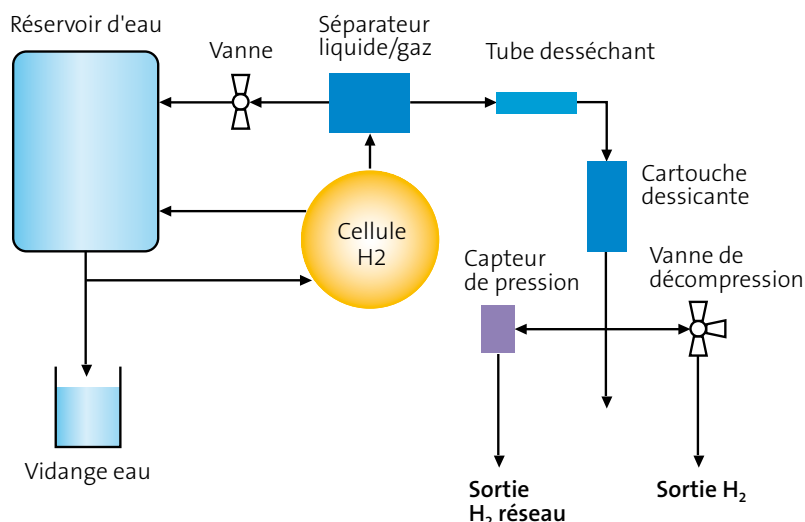 Réservoir d'eau
Vanne
Séparateur
liquide/gaz
Tube desséchant
Cartouche
dessicante
Cellule
H2
Capteur
de pression
Vanne de
décompression
Vidange eau
Sortie
H₂ réseau
Sortie H₂